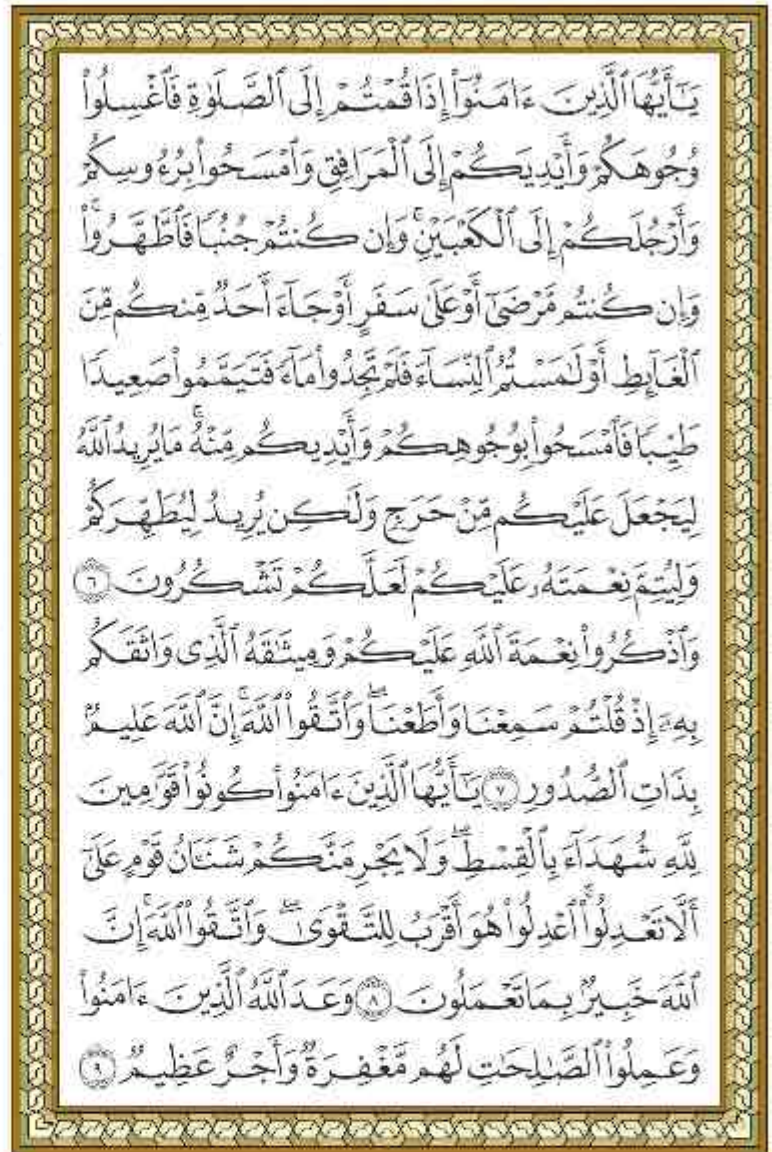 يَـٰٓأَيُّهَا ٱلَّذِينَ ءَامَنُوٓا۟ إِذَا قُمْتُمْ إِلَى ٱلصَّلَوٰةِ فَٱغْسِلُوا۟
وُجُوهَكُمْ وَأَيْدِيَكُمْ إِلَى ٱلْمَرَافِقِ وَٱمْسَحُوا۟ بِرُءُوسِكُمْ
وَأَرْجُلَكُمْ إِلَى ٱلْكَعْبَيْنِ ۚ وَإِن كُنتُمْ جُنُبًا فَٱطَّهَّرُوا۟ ۚ
وَإِن كُنتُم مَّرْضَىٰٓ أَوْ عَلَىٰ سَفَرٍ أَوْ جَآءَ أَحَدٌ مِّنكُم مِّنَ
ٱلْغَآئِطِ أَوْ لَـٰمَسْتُمُ ٱلنِّسَآءَ فَلَمْ تَجِدُوا۟ مَآءً فَتَيَمَّمُوا۟ صَعِيدًا
طَيِّبًا فَٱمْسَحُوا۟ بِوُجُوهِكُمْ وَأَيْدِيكُم مِّنْهُ ۚ مَا يُرِيدُ ٱللَّهُ
لِيَجْعَلَ عَلَيْكُم مِّنْ حَرَجٍ وَلَـٰكِن يُرِيدُ لِيُطَهِّرَكُمْ
وَلِيُتِمَّ نِعْمَتَهُۥ عَلَيْكُمْ لَعَلَّكُمْ تَشْكُرُونَ ٦
وَٱذْكُرُوا۟ نِعْمَةَ ٱللَّهِ عَلَيْكُمْ وَمِيثَـٰقَهُ ٱلَّذِى وَاثَقَكُم
بِهِۦٓ إِذْ قُلْتُمْ سَمِعْنَا وَأَطَعْنَا ۖ وَٱتَّقُوا۟ ٱللَّهَ ۚ إِنَّ ٱللَّهَ عَلِيمٌۢ
بِذَاتِ ٱلصُّدُورِ ٧ يَـٰٓأَيُّهَا ٱلَّذِينَ ءَامَنُوا۟ كُونُوا۟ قَوَّٰمِينَ
لِلَّهِ شُهَدَآءَ بِٱلْقِسْطِ ۖ وَلَا يَجْرِمَنَّكُمْ شَنَـَٔانُ قَوْمٍ عَلَىٰٓ
أَلَّا تَعْدِلُوا۟ ۚ ٱعْدِلُوا۟ هُوَ أَقْرَبُ لِلتَّقْوَىٰ ۖ وَٱتَّقُوا۟ ٱللَّهَ ۚ إِنَّ
ٱللَّهَ خَبِيرٌۢ بِمَا تَعْمَلُونَ ٨ وَعَدَ ٱللَّهُ ٱلَّذِينَ ءَامَنُوا۟
وَعَمِلُوا۟ ٱلصَّـٰلِحَـٰتِ ۙ لَهُم مَّغْفِرَةٌ وَأَجْرٌ عَظِيمٌ ٩